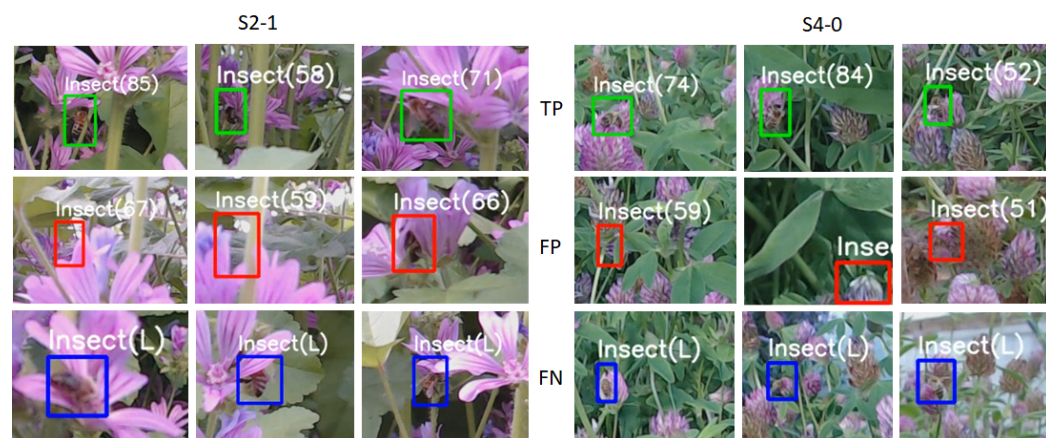 S2-1
S4-0
Insect(85)
Insect(58)
Insect(71)
TP
Insect(74)
Insect(84)
Insect(52)
Insect(67)
Insect(59)
Insect(66)
FP
Insect(59)
Insec
Insect(51)
Insect(L)
Insect(L)
Insect(L)
FN
Insect(L)
Insect(L)
Insect(L)